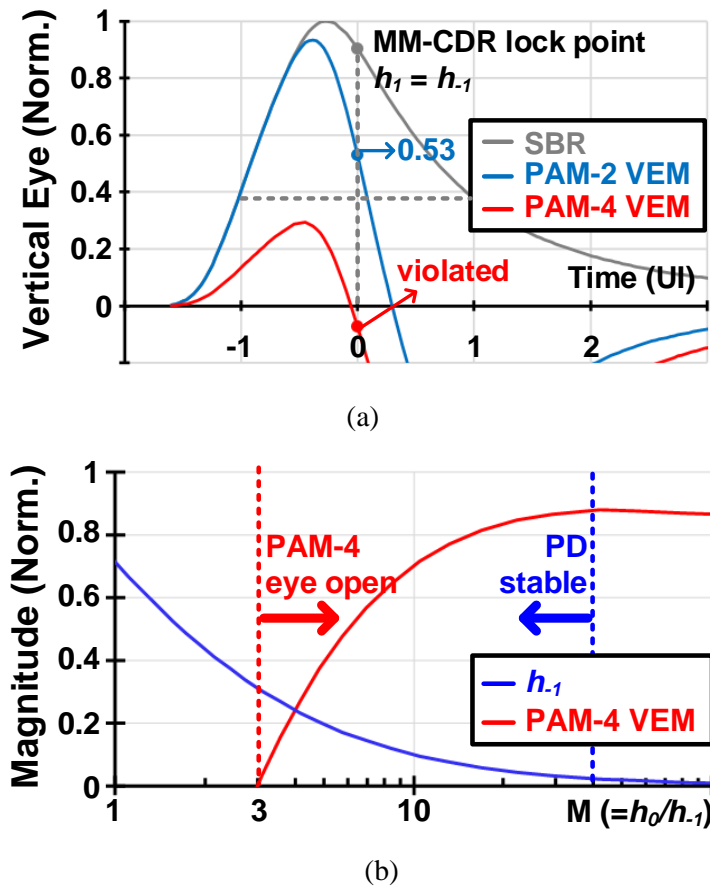 1
0.8
0.6
0.4
0.2
0
-1
0
1
2
Vertical Eye (Norm.)
MM-CDR lock point
h1 = h-1
0.53
SBR
PAM-2 VEM
PAM-4 VEM
violated
Time (UI)
(a)
1
0.8
0.6
0.4
0.2
0
Magnitude (Norm.)
PAM-4
eye open
PD
stable
h-1
PAM-4 VEM
1
3
10
M (=h0/h-1)
(b)